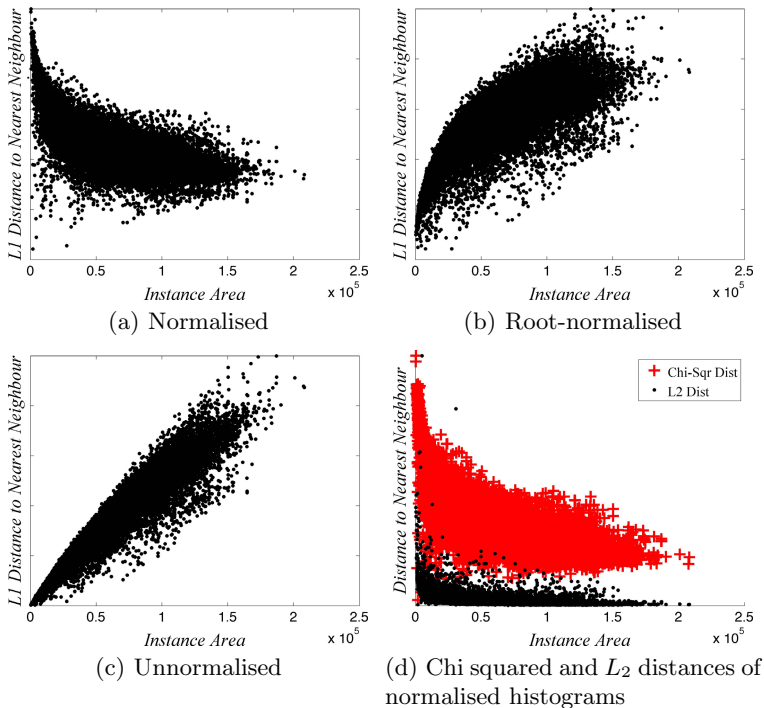 L1 Distance to Nearest Neighbour
0 0.5 1 1.5 2 2.5
x 10^5
Instance Area
(a) Normalised
L1 Distance to Nearest Neighbour
0 0.5 1 1.5 2 2.5
x 10^5
Instance Area
(b) Root-normalised
L1 Distance to Nearest Neighbour
0 0.5 1 1.5 2 2.5
x 10^5
Instance Area
(c) Unnormalised
Distance to Nearest Neighbour
Chi-Sqr Dist
L2 Dist
0 0.5 1 1.5 2 2.5
x 10^5
Instance Area
(d) Chi squared and L_2 distances of
normalised histograms